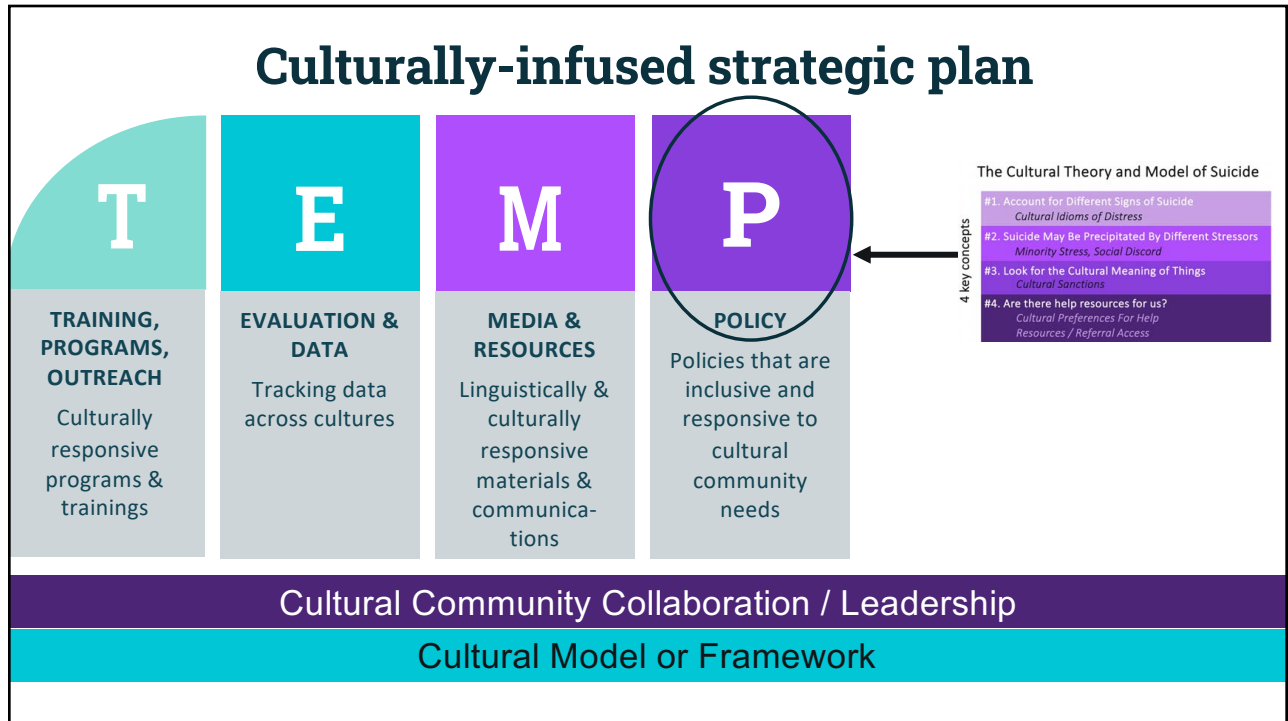 Culturally-infused strategic plan
T
TRAINING,
PROGRAMS,
OUTREACH
Culturally
responsive
programs &
trainings
E
EVALUATION &
DATA
Tracking data
across cultures
M
MEDIA &
RESOURCES
Linguistically &
culturally
responsive
materials &
communica-
tions
P
POLICY
Policies that are
inclusive and
responsive to
cultural
community
needs
The Cultural Theory and Model of Suicide
4 key concepts
#1. Account for Different Signs of Suicide
Cultural Idioms of Distress
#2. Suicide May Be Precipitated By Different Stressors
Minority Stress, Social Discord
#3. Look for the Cultural Meaning of Things
Cultural Sanctions
#4. Are there help resources for us?
Cultural Preferences For Help
Resources / Referral Access
Cultural Community Collaboration / Leadership
Cultural Model or Framework